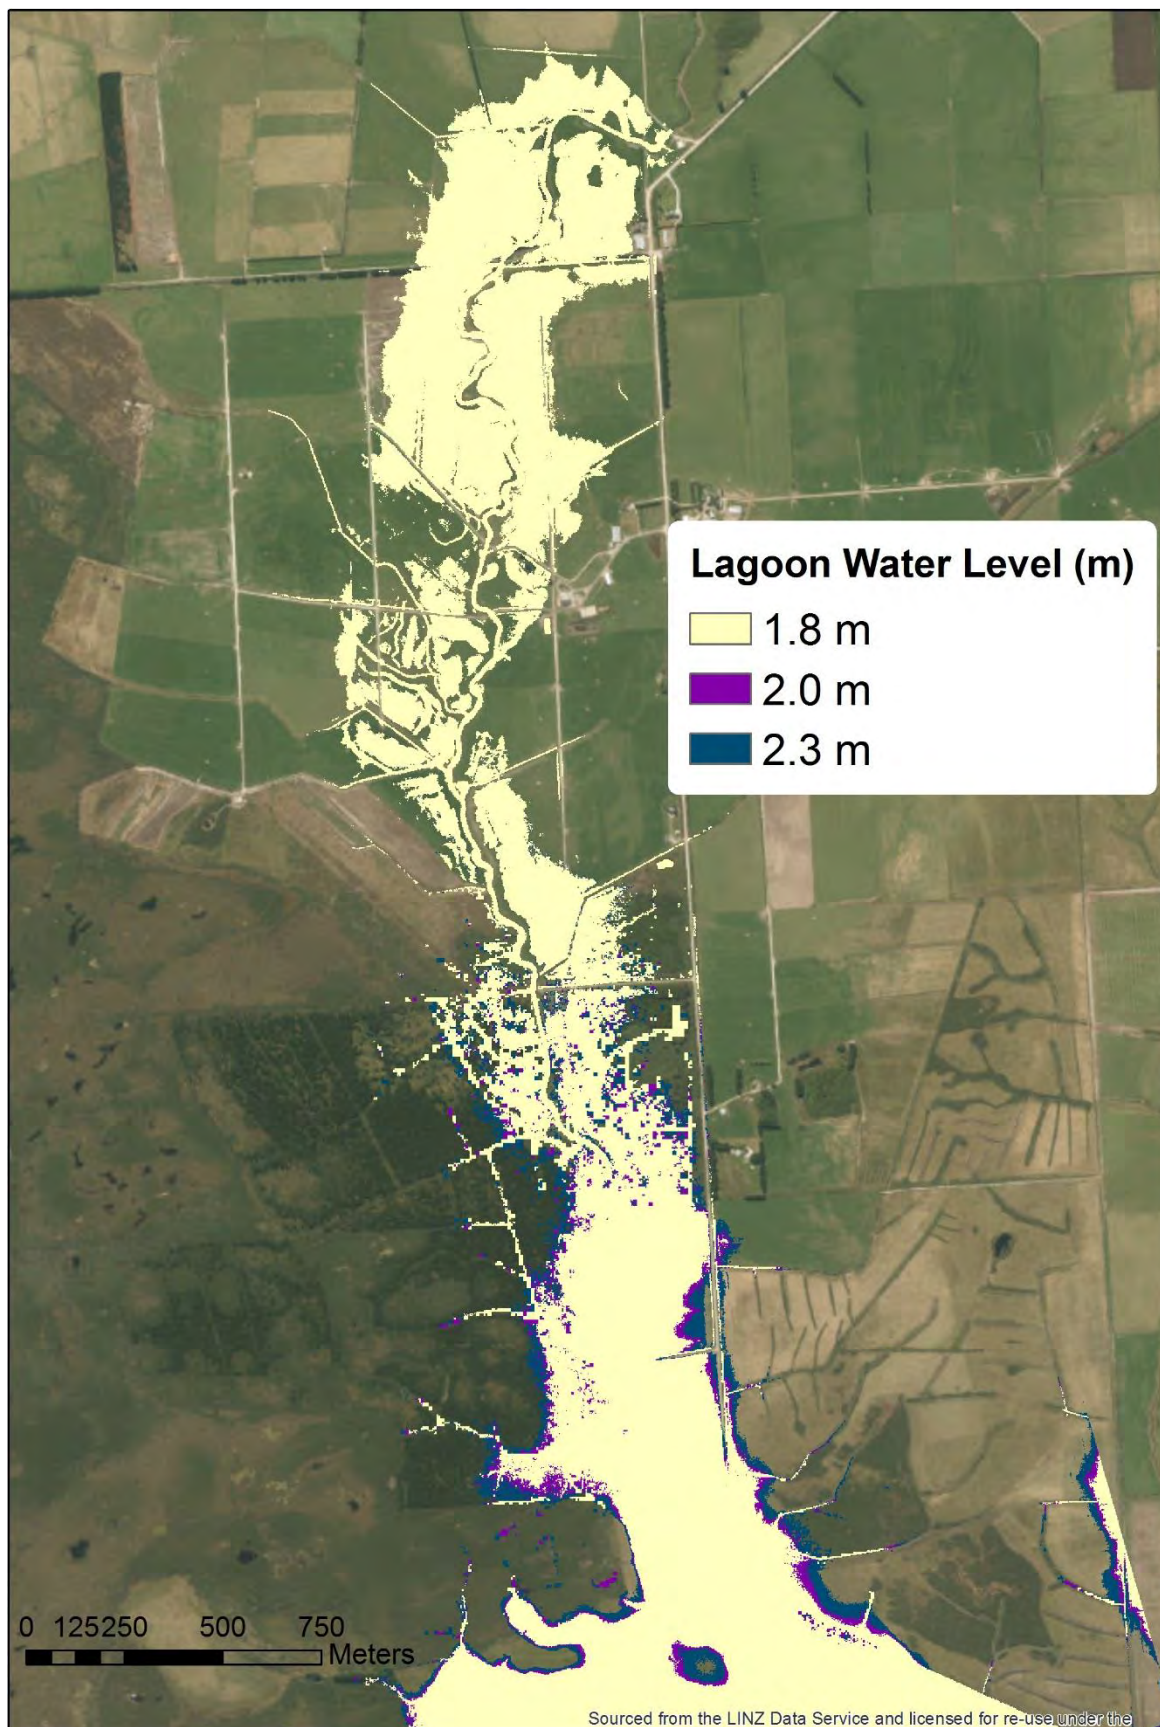 Lagoon Water Level (m)
1.8 m
2.0 m
2.3 m
0 125250 500 750
Meters
Sourced from the LINZ Data Service and licensed for re-use under the